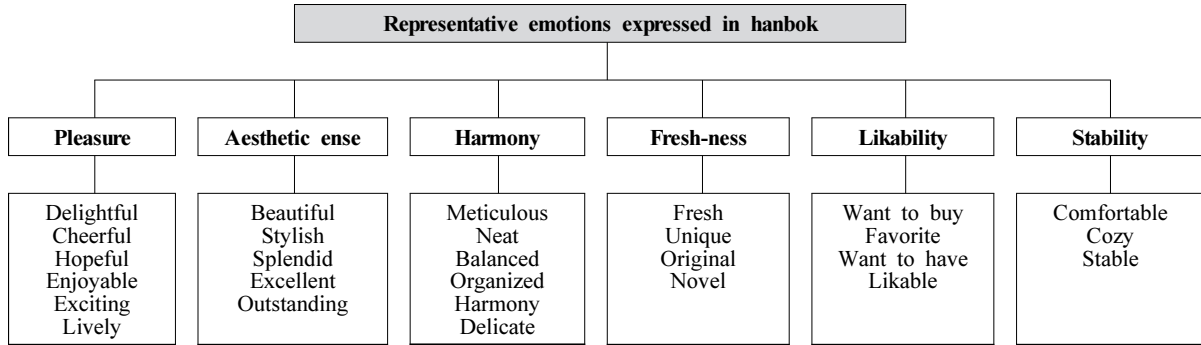 Representative emotions expressed in hanbok
Pleasure
Aesthetic ense
Harmony
Fresh-ness
Likability
Stability
Delightful
Cheerful
Hopeful
Enjoyable
Exciting
Lively
Beautiful
Stylish
Splendid
Excellent
Outstanding
Meticulous
Neat
Balanced
Organized
Harmony
Delicate
Fresh
Unique
Original
Novel
Want to buy
Favorite
Want to have
Likable
Comfortable
Cozy
Stable